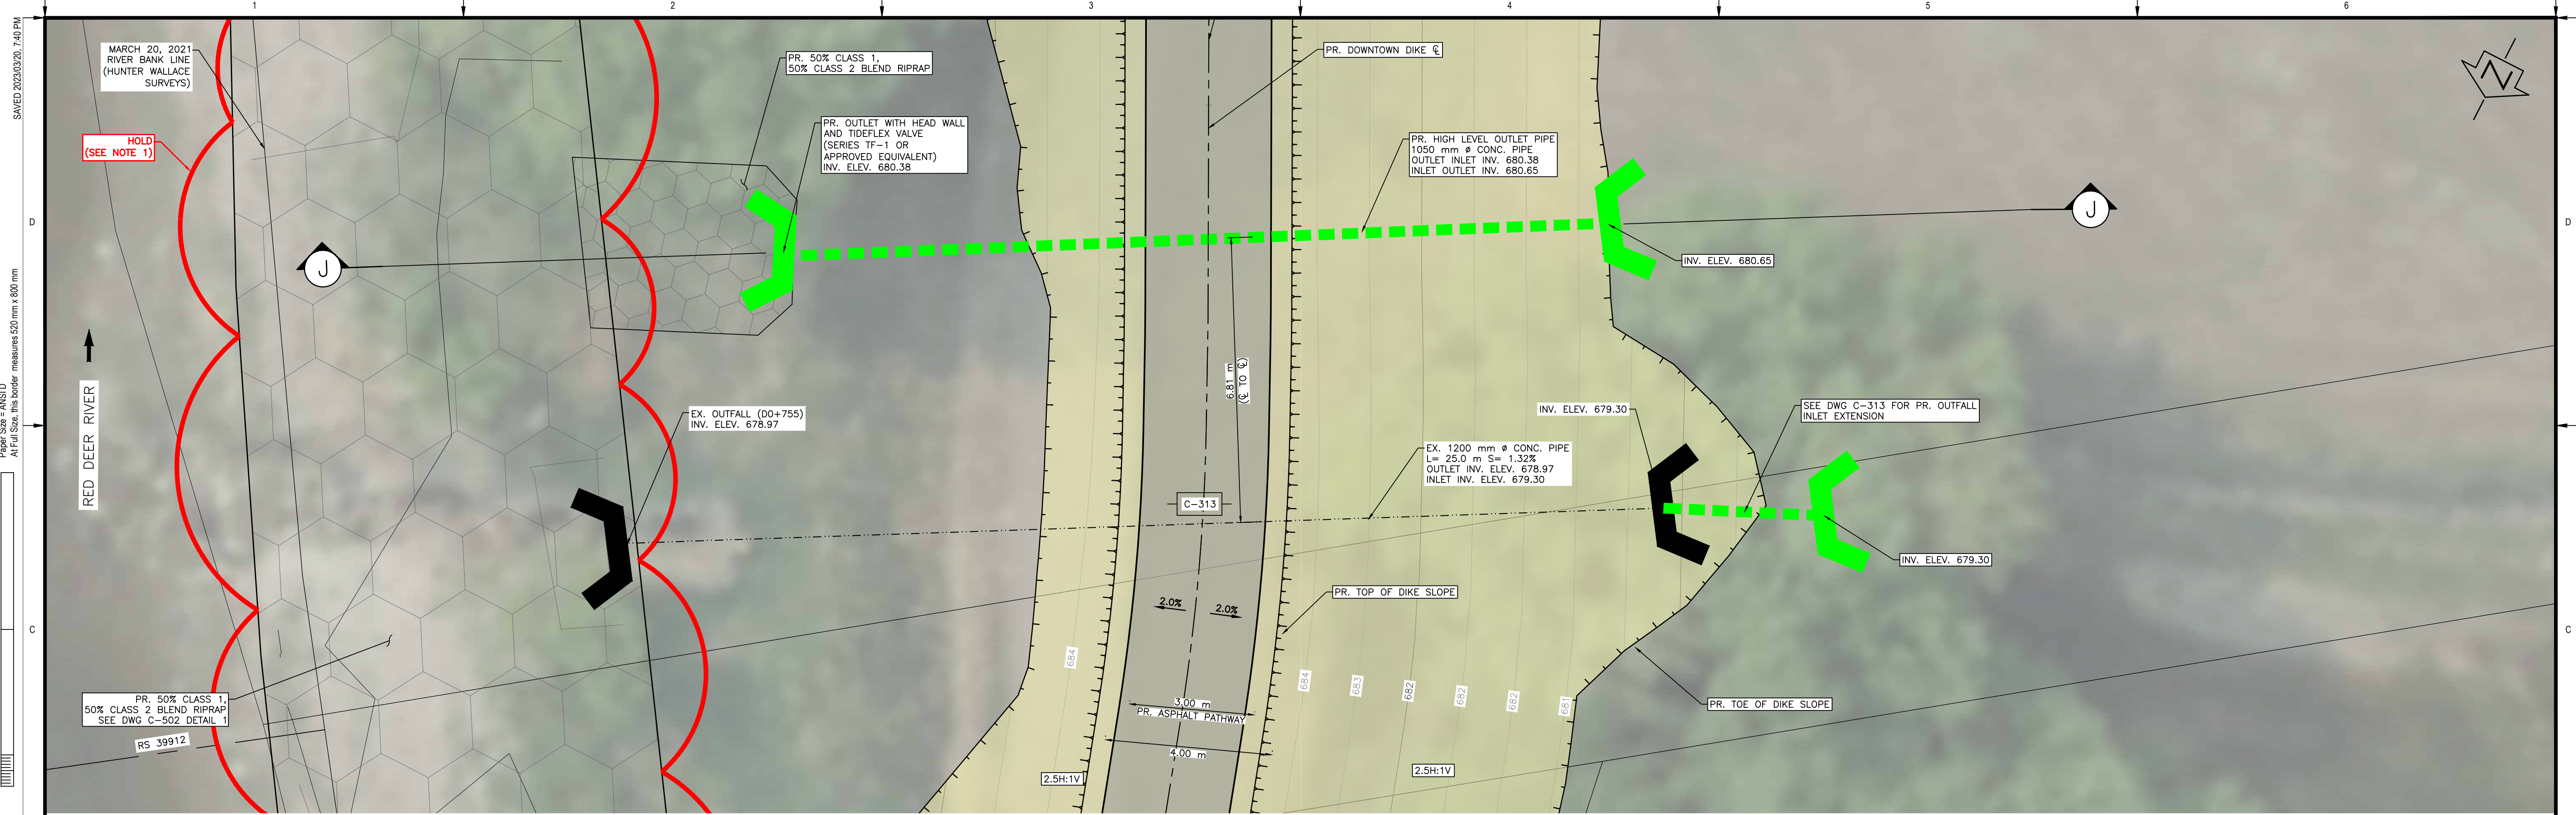 1
2
3
4
5
6
SAVED 2023/03/20, 7:40 PM
Paper Size = ANSI D
At Full Size, this border measures 520 mm x 800 mm
D
C
D
C
MARCH 20, 2021
RIVER BANK LINE
(HUNTER WALLACE
SURVEYS)
HOLD
(SEE NOTE 1)
PR. 50% CLASS 1,
50% CLASS 2 BLEND RIPRAP
PR. OUTLET WITH HEAD WALL
AND TIDEFLEX VALVE
(SERIES TF-1 OR
APPROVED EQUIVALENT)
INV. ELEV. 680.38
PR. DOWNTOWN DIKE ℄
PR. HIGH LEVEL OUTLET PIPE
1050 mm ø CONC. PIPE
OUTLET INLET INV. 680.38
INLET OUTLET INV. 680.65
N
J
J
INV. ELEV. 680.65
RED DEER RIVER
6.81 m
(℄ TO ℄)
EX. OUTFALL (D0+755)
INV. ELEV. 678.97
INV. ELEV. 679.30
SEE DWG C-313 FOR PR. OUTFALL
INLET EXTENSION
EX. 1200 mm ø CONC. PIPE
L= 25.0 m S= 1.32%
OUTLET INV. ELEV. 678.97
INLET INV. ELEV. 679.30
C-313
INV. ELEV. 679.30
PR. TOP OF DIKE SLOPE
2.0%
2.0%
684
684
683
682
682
682
681
PR. 50% CLASS 1,
50% CLASS 2 BLEND RIPRAP
SEE DWG C-502 DETAIL 1
RS 39912
3.00 m
PR. ASPHALT PATHWAY
4.00 m
PR. TOE OF DIKE SLOPE
2.5H:1V
2.5H:1V